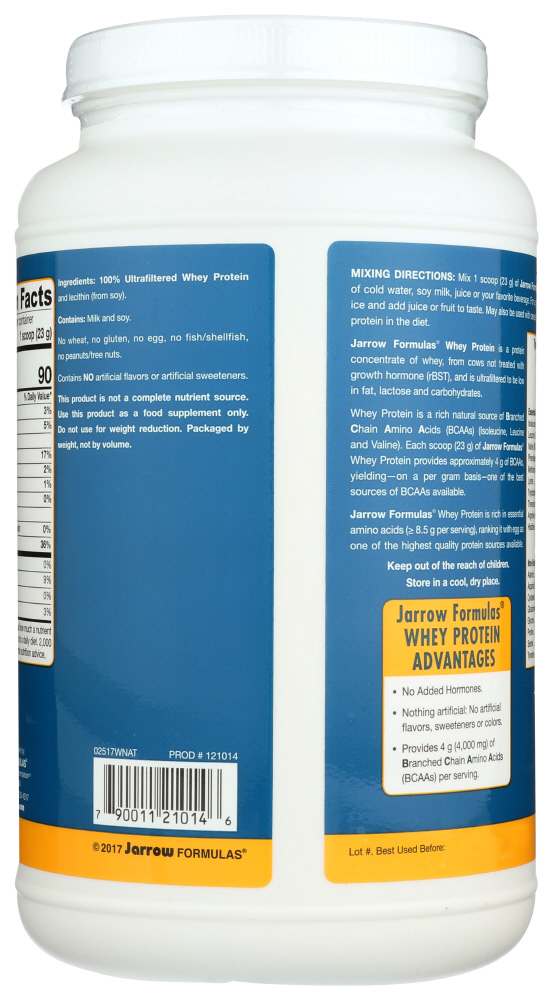 Facts
container
1 scoop (23 g)
90
% Daily Value*
3%
5%
17%
2%
1%
0%
0%
36%
0%
9%
0%
3%
how much a nutrient
a daily diet. 2,000
nutrition advice.
Ingredients: 100% Ultrafiltered Whey Protein
and lecithin (from soy).
Contains: Milk and soy.
No wheat, no gluten, no egg, no fish/shellfish,
no peanuts/tree nuts.
Contains NO artificial flavors or artificial sweeteners.
This product is not a complete nutrient source.
Use this product as a food supplement only.
Do not use for weight reduction. Packaged by
weight, not by volume.
02517WNAT PROD # 121014
7 90011 21014 6
© 2017 Jarrow FORMULAS®
MIXING DIRECTIONS: Mix 1 scoop (23 g) of Jarrow
of cold water, soy milk, juice or your favorite beverage. For
ice and add juice or fruit to taste. May also be used with
protein in the diet.
Jarrow Formulas® Whey Protein is a protein
concentrate of whey, from cows not treated with
growth hormone (rBST), and is ultrafiltered to be low
in fat, lactose and carbohydrates.
Whey Protein is a rich natural source of Branched
Chain Amino Acids (BCAAs) (Isoleucine, Leucine
and Valine). Each scoop (23 g) of Jarrow Formulas®
Whey Protein provides approximately 4 g of BCAAs,
yielding—on a per gram basis—one of the best
sources of BCAAs available.
Jarrow Formulas® Whey Protein is rich in essential
amino acids (≥ 8.5 g per serving), ranking it with egg as
one of the highest quality protein sources available.
Keep out of the reach of children.
Store in a cool, dry place.
Jarrow Formulas®
WHEY PROTEIN
ADVANTAGES
• No Added Hormones.
• Nothing artificial: No artificial
flavors, sweeteners or colors.
• Provides 4 g (4,000 mg) of
Branched Chain Amino Acids
(BCAAs) per serving.
Lot #. Best Used Before: